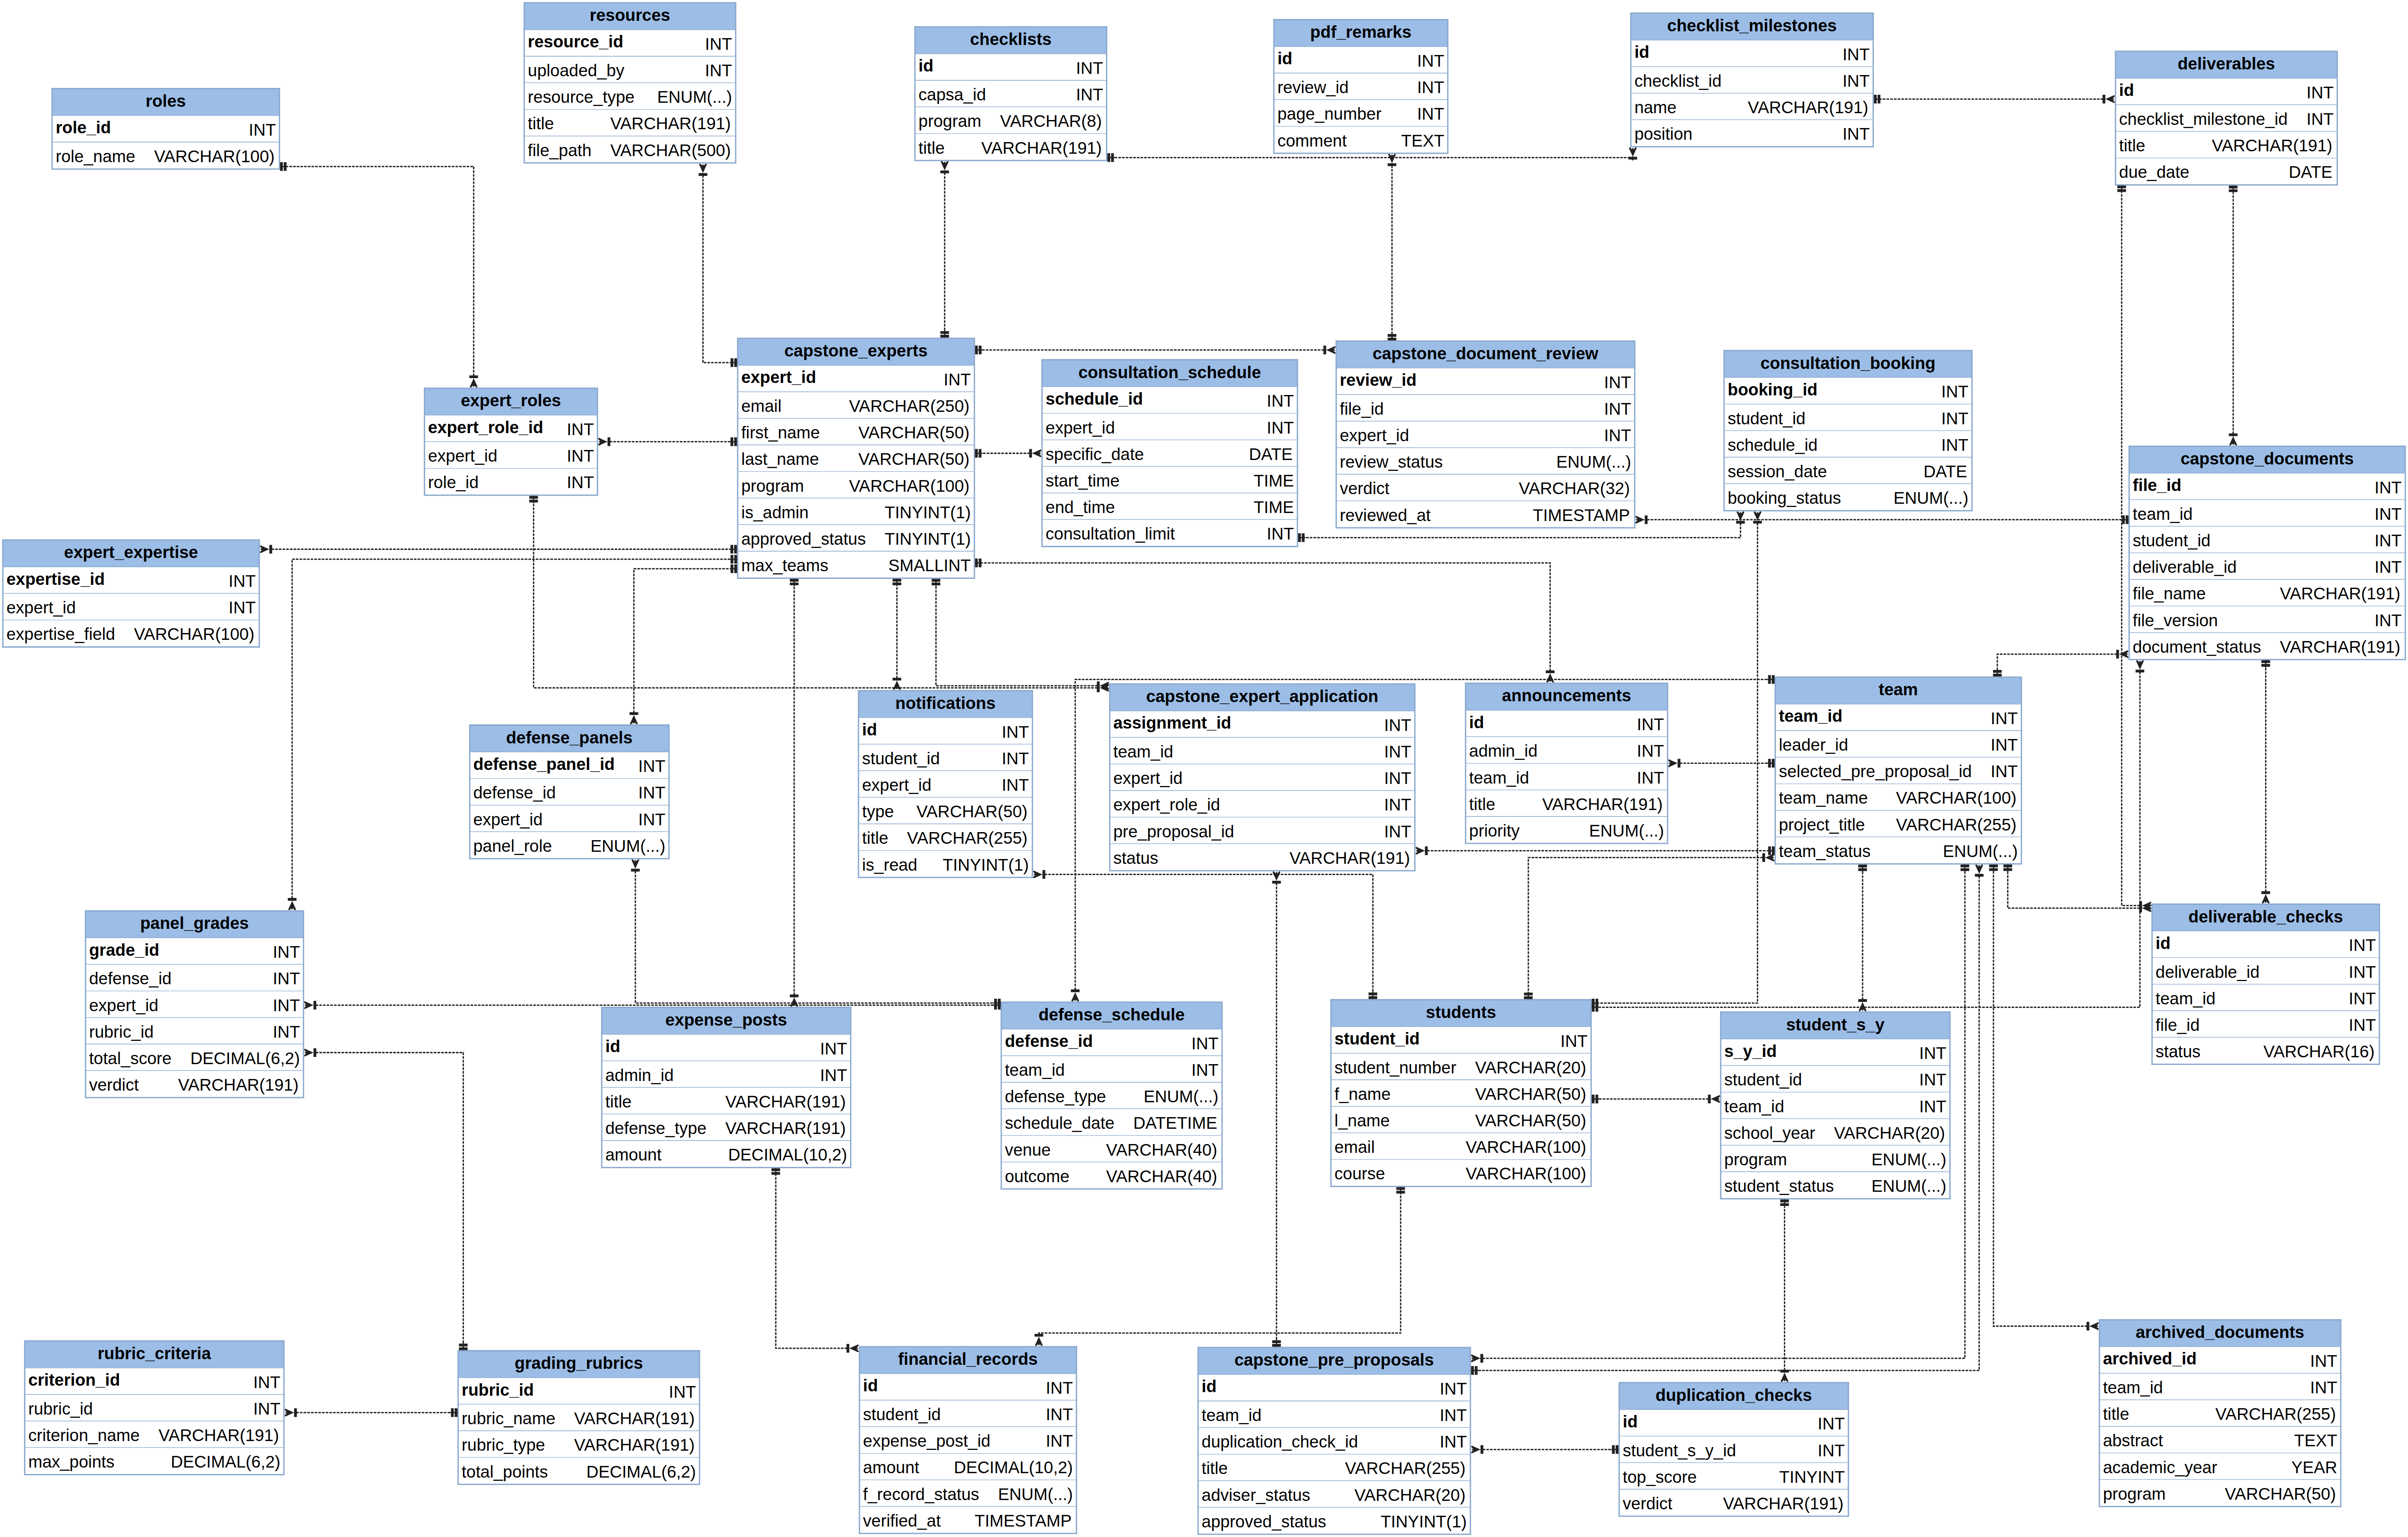 roles
role_id INT
role_name VARCHAR(100)
resources
resource_id INT
uploaded_by INT
resource_type ENUM(...)
title VARCHAR(191)
file_path VARCHAR(500)
checklists
id INT
capsa_id INT
program VARCHAR(8)
title VARCHAR(191)
pdf_remarks
id INT
review_id INT
page_number INT
comment TEXT
checklist_milestones
id INT
checklist_id INT
name VARCHAR(191)
position INT
deliverables
id INT
checklist_milestone_id INT
title VARCHAR(191)
due_date DATE
expert_roles
expert_role_id INT
expert_id INT
role_id INT
capstone_experts
expert_id INT
email VARCHAR(250)
first_name VARCHAR(50)
last_name VARCHAR(50)
program VARCHAR(100)
is_admin TINYINT(1)
approved_status TINYINT(1)
max_teams SMALLINT
consultation_schedule
schedule_id INT
expert_id INT
specific_date DATE
start_time TIME
end_time TIME
consultation_limit INT
capstone_document_review
review_id INT
file_id INT
expert_id INT
review_status ENUM(...)
verdict VARCHAR(32)
reviewed_at TIMESTAMP
consultation_booking
booking_id INT
student_id INT
schedule_id INT
session_date DATE
booking_status ENUM(...)
capstone_documents
file_id INT
team_id INT
student_id INT
deliverable_id INT
file_name VARCHAR(191)
file_version INT
document_status VARCHAR(191)
expert_expertise
expertise_id INT
expert_id INT
expertise_field VARCHAR(100)
defense_panels
defense_panel_id INT
defense_id INT
expert_id INT
panel_role ENUM(...)
notifications
id INT
student_id INT
expert_id INT
type VARCHAR(50)
title VARCHAR(255)
is_read TINYINT(1)
capstone_expert_application
assignment_id INT
team_id INT
expert_id INT
expert_role_id INT
pre_proposal_id INT
status VARCHAR(191)
announcements
id INT
admin_id INT
team_id INT
title VARCHAR(191)
priority ENUM(...)
team
team_id INT
leader_id INT
selected_pre_proposal_id INT
team_name VARCHAR(100)
project_title VARCHAR(255)
team_status ENUM(...)
panel_grades
grade_id INT
defense_id INT
expert_id INT
rubric_id INT
total_score DECIMAL(6,2)
verdict VARCHAR(191)
expense_posts
id INT
admin_id INT
title VARCHAR(191)
defense_type VARCHAR(191)
amount DECIMAL(10,2)
defense_schedule
defense_id INT
team_id INT
defense_type ENUM(...)
schedule_date DATETIME
venue VARCHAR(40)
outcome VARCHAR(40)
students
student_id INT
student_number VARCHAR(20)
f_name VARCHAR(50)
l_name VARCHAR(50)
email VARCHAR(100)
course VARCHAR(100)
student_s_y
s_y_id INT
student_id INT
team_id INT
school_year VARCHAR(20)
program ENUM(...)
student_status ENUM(...)
deliverable_checks
id INT
deliverable_id INT
team_id INT
file_id INT
status VARCHAR(16)
rubric_criteria
criterion_id INT
rubric_id INT
criterion_name VARCHAR(191)
max_points DECIMAL(6,2)
grading_rubrics
rubric_id INT
rubric_name VARCHAR(191)
rubric_type VARCHAR(191)
total_points DECIMAL(6,2)
financial_records
id INT
student_id INT
expense_post_id INT
amount DECIMAL(10,2)
f_record_status ENUM(...)
verified_at TIMESTAMP
capstone_pre_proposals
id INT
team_id INT
duplication_check_id INT
title VARCHAR(255)
adviser_status VARCHAR(20)
approved_status TINYINT(1)
duplication_checks
id INT
student_s_y_id INT
top_score TINYINT
verdict VARCHAR(191)
archived_documents
archived_id INT
team_id INT
title VARCHAR(255)
abstract TEXT
academic_year YEAR
program VARCHAR(50)